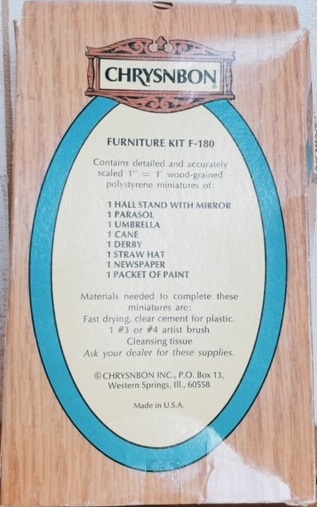 CHRYSNBON®
FURNITURE KIT F-180
Contains detailed and accurately
scaled 1" = 1' wood-grained
polystyrene miniatures of:
1 HALL STAND WITH MIRROR
1 PARASOL
1 UMBRELLA
1 CANE
1 DERBY
1 STRAW HAT
1 NEWSPAPER
1 PACKET OF PAINT
Materials needed to complete these
miniatures are:
Fast drying, clear cement for plastic.
1 #3 or #4 artist brush
Cleansing tissue
Ask your dealer for these supplies.
©CHRYSNBON INC., P.O. Box 13,
Western Springs, Ill., 60558
Made in U.S.A.